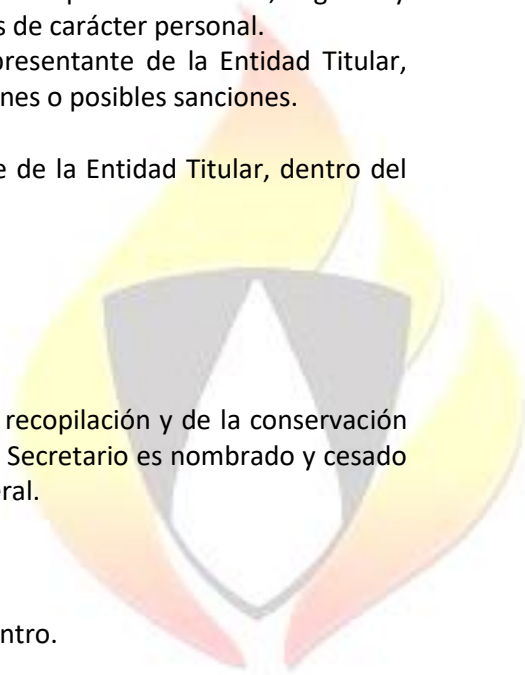 s de carácter personal.
presentante de la Entidad Titular,
nes o posibles sanciones.
e de la Entidad Titular, dentro del
recopilación y de la conservación
Secretario es nombrado y cesado
eral.
ntro.